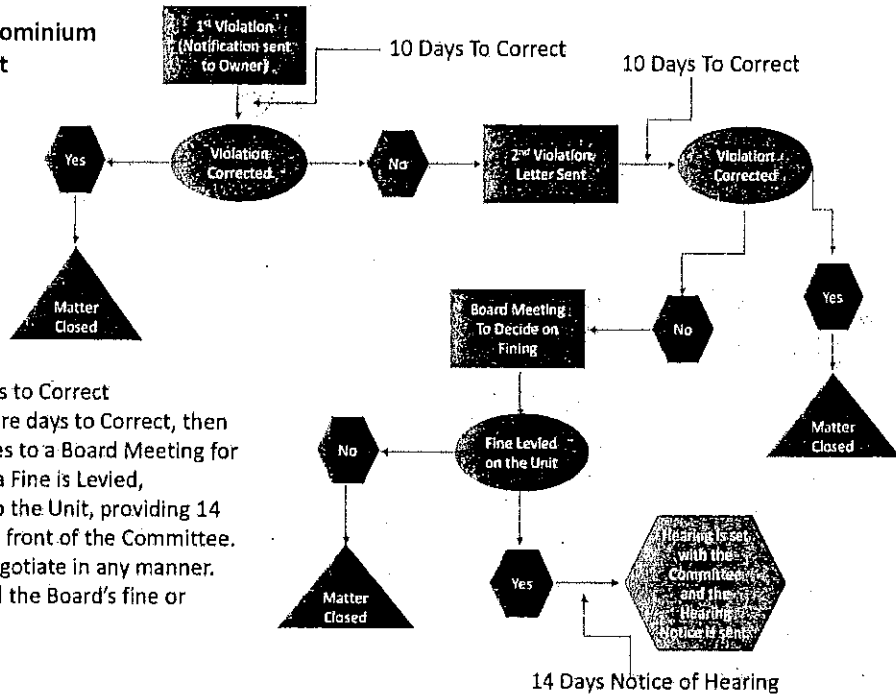 ominium
t
1st Violation
(Notification sent
to Owner)
10 Days To Correct
10 Days To Correct
Yes
Violation
Corrected
No
2nd Violation
Letter Sent
Violation
Corrected
Matter
Closed
Board Meeting
To Decide on
Fining
No
Yes
Matter
Closed
s to Correct
re days to Correct, then
es to a Board Meeting for
a Fine is Levied,
o the Unit, providing 14
front of the Committee.
gotiate in any manner.
l the Board's fine or
No
Fine Levied
on the Unit
Matter
Closed
Yes
Hearing is set
with the
Committee
and the
Hearing
Notice is sent
14 Days Notice of Hearing